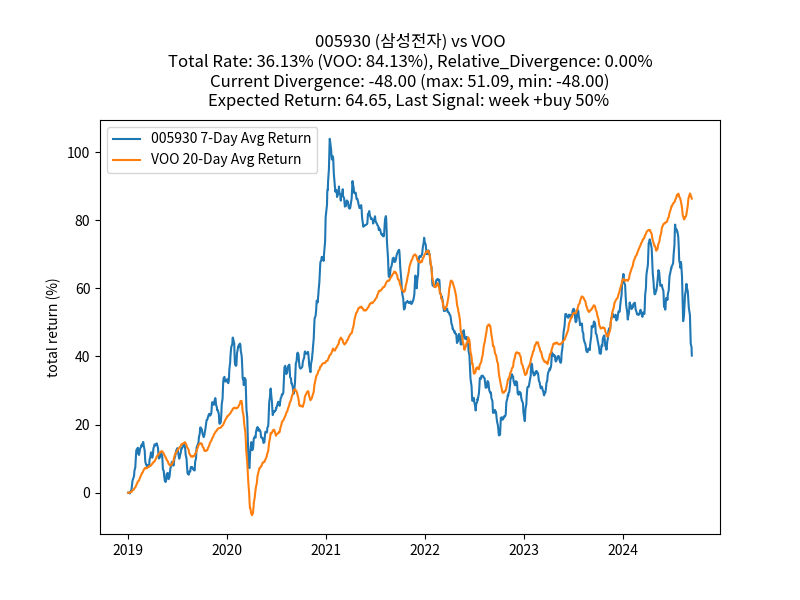 005930 (삼성전자) vs VOO
Total Rate: 36.13% (VOO: 84.13%), Relative_Divergence: 0.00%
Current Divergence: -48.00 (max: 51.09, min: -48.00)
Expected Return: 64.65, Last Signal: week +buy 50%
005930 7-Day Avg Return
VOO 20-Day Avg Return
total return (%)
100
80
60
40
20
0
2019 2020 2021 2022 2023 2024